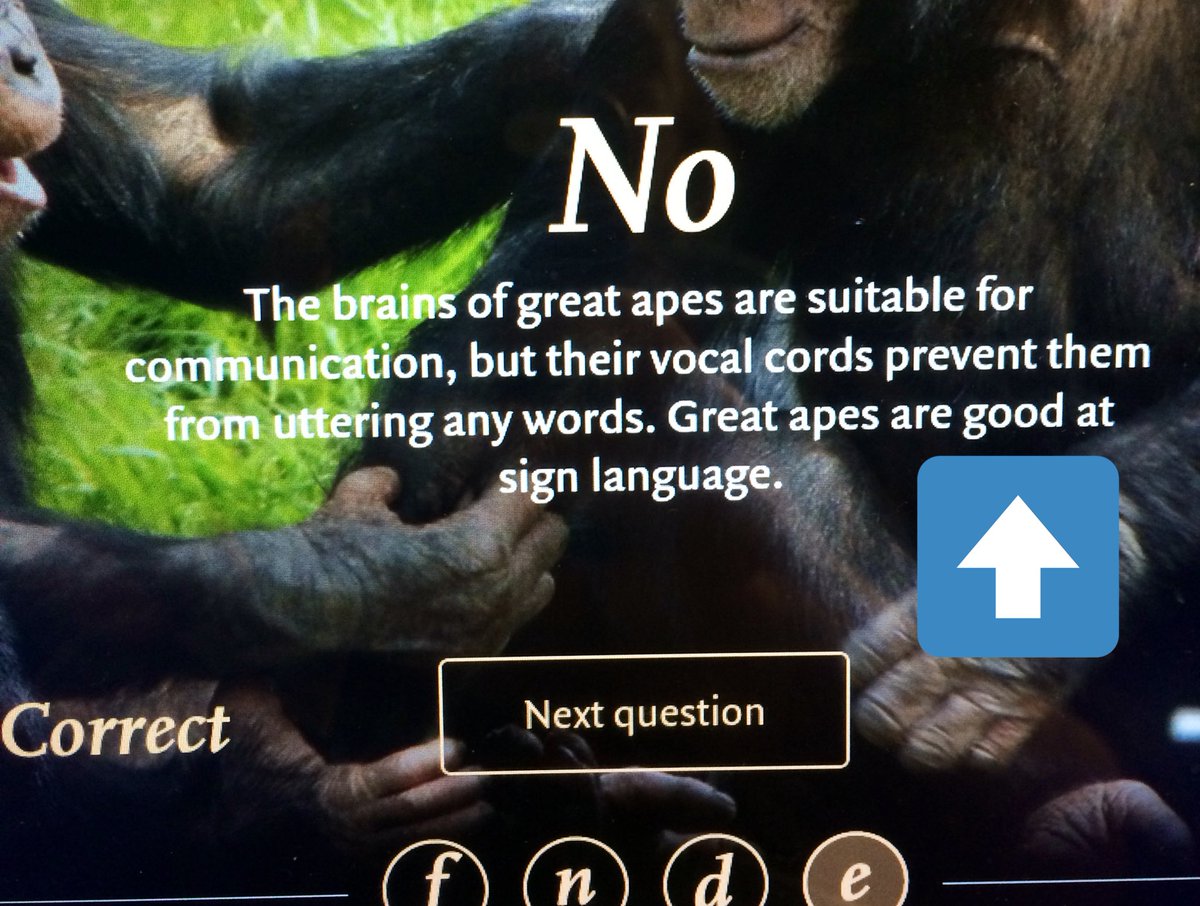 No
The brains of great apes are suitable for
communication, but their vocal cords prevent them
from uttering any words. Great apes are good at
sign language.
Correct
Next question
f n d e